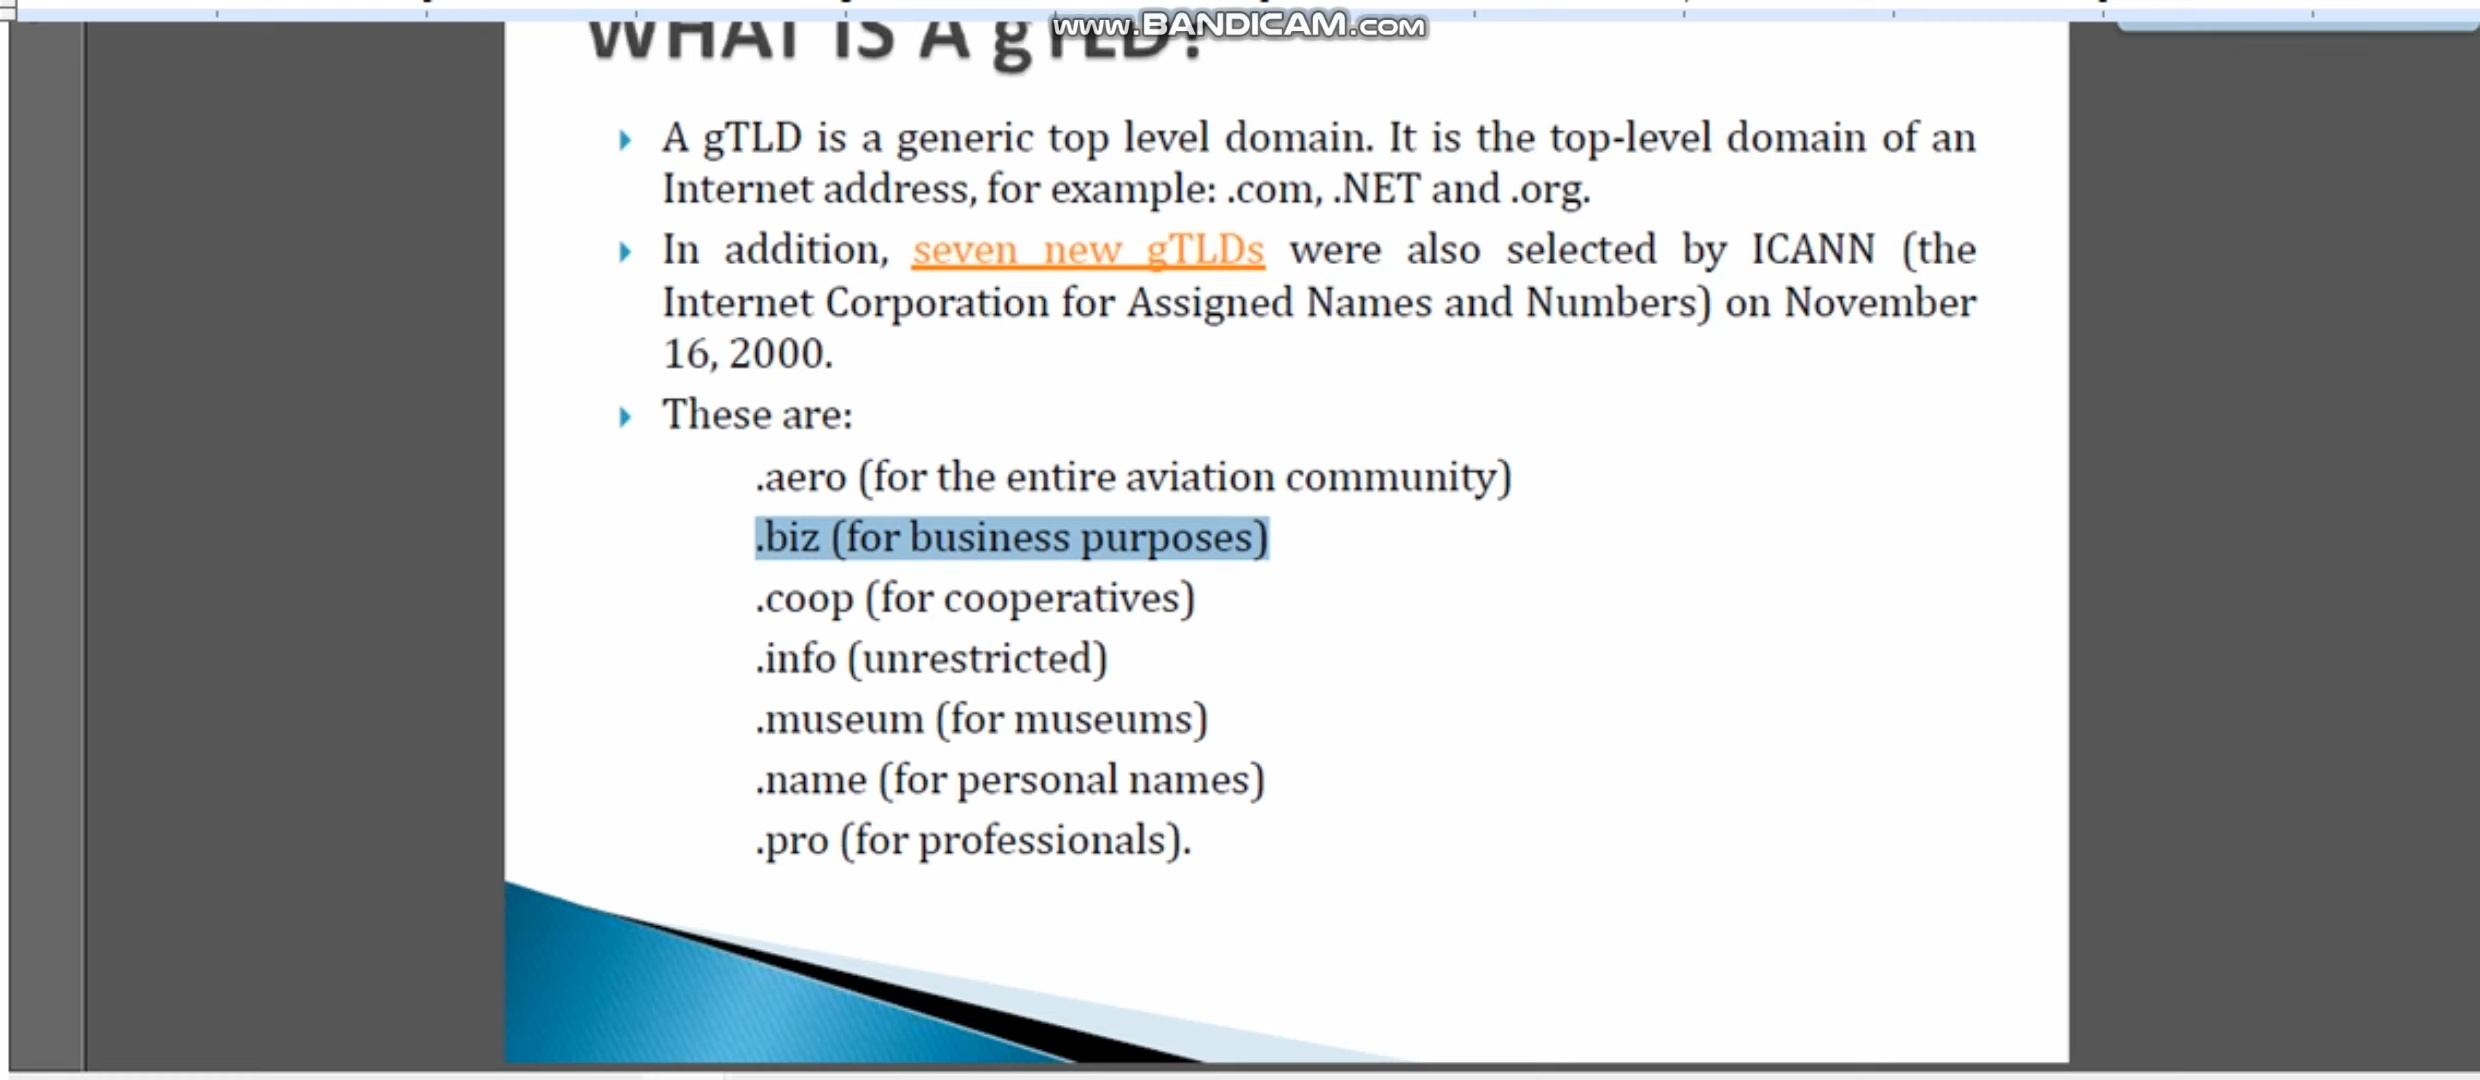 www.BANDICAM.com
WHAT IS A gTLD?
A gTLD is a generic top level domain. It is the top-level domain of an
Internet address, for example: .com, .NET and .org.
In addition, seven new gTLDs were also selected by ICANN (the
Internet Corporation for Assigned Names and Numbers) on November
16, 2000.
These are:
.aero (for the entire aviation community)
.biz (for business purposes)
.coop (for cooperatives)
.info (unrestricted)
.museum (for museums)
.name (for personal names)
.pro (for professionals).